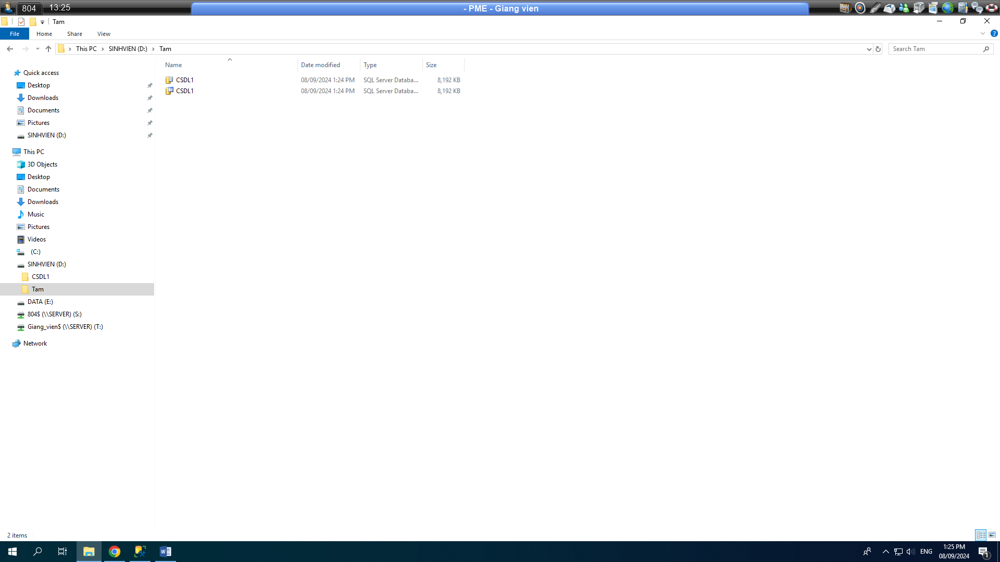 804 13:25 - PME - Giang vien
Tam
File Home Share View
This PC SINHVIEN (D:) Tam Search Tam
Name Date modified Type Size
CSDL1 08/09/2024 1:24 PM SQL Server Databa... 8,192 KB
CSDL1 08/09/2024 1:24 PM SQL Server Databa... 8,192 KB
Quick access
Desktop
Downloads
Documents
Pictures
SINHVIEN (D:)
This PC
3D Objects
Desktop
Documents
Downloads
Music
Pictures
Videos
(C:)
SINHVIEN (D:)
CSDL1
Tam
DATA (E:)
804$ (\\SERVER) (S:)
Giang_vien$ (\\SERVER) (T:)
Network
2 items
ENG 1:25 PM
08/09/2024
1